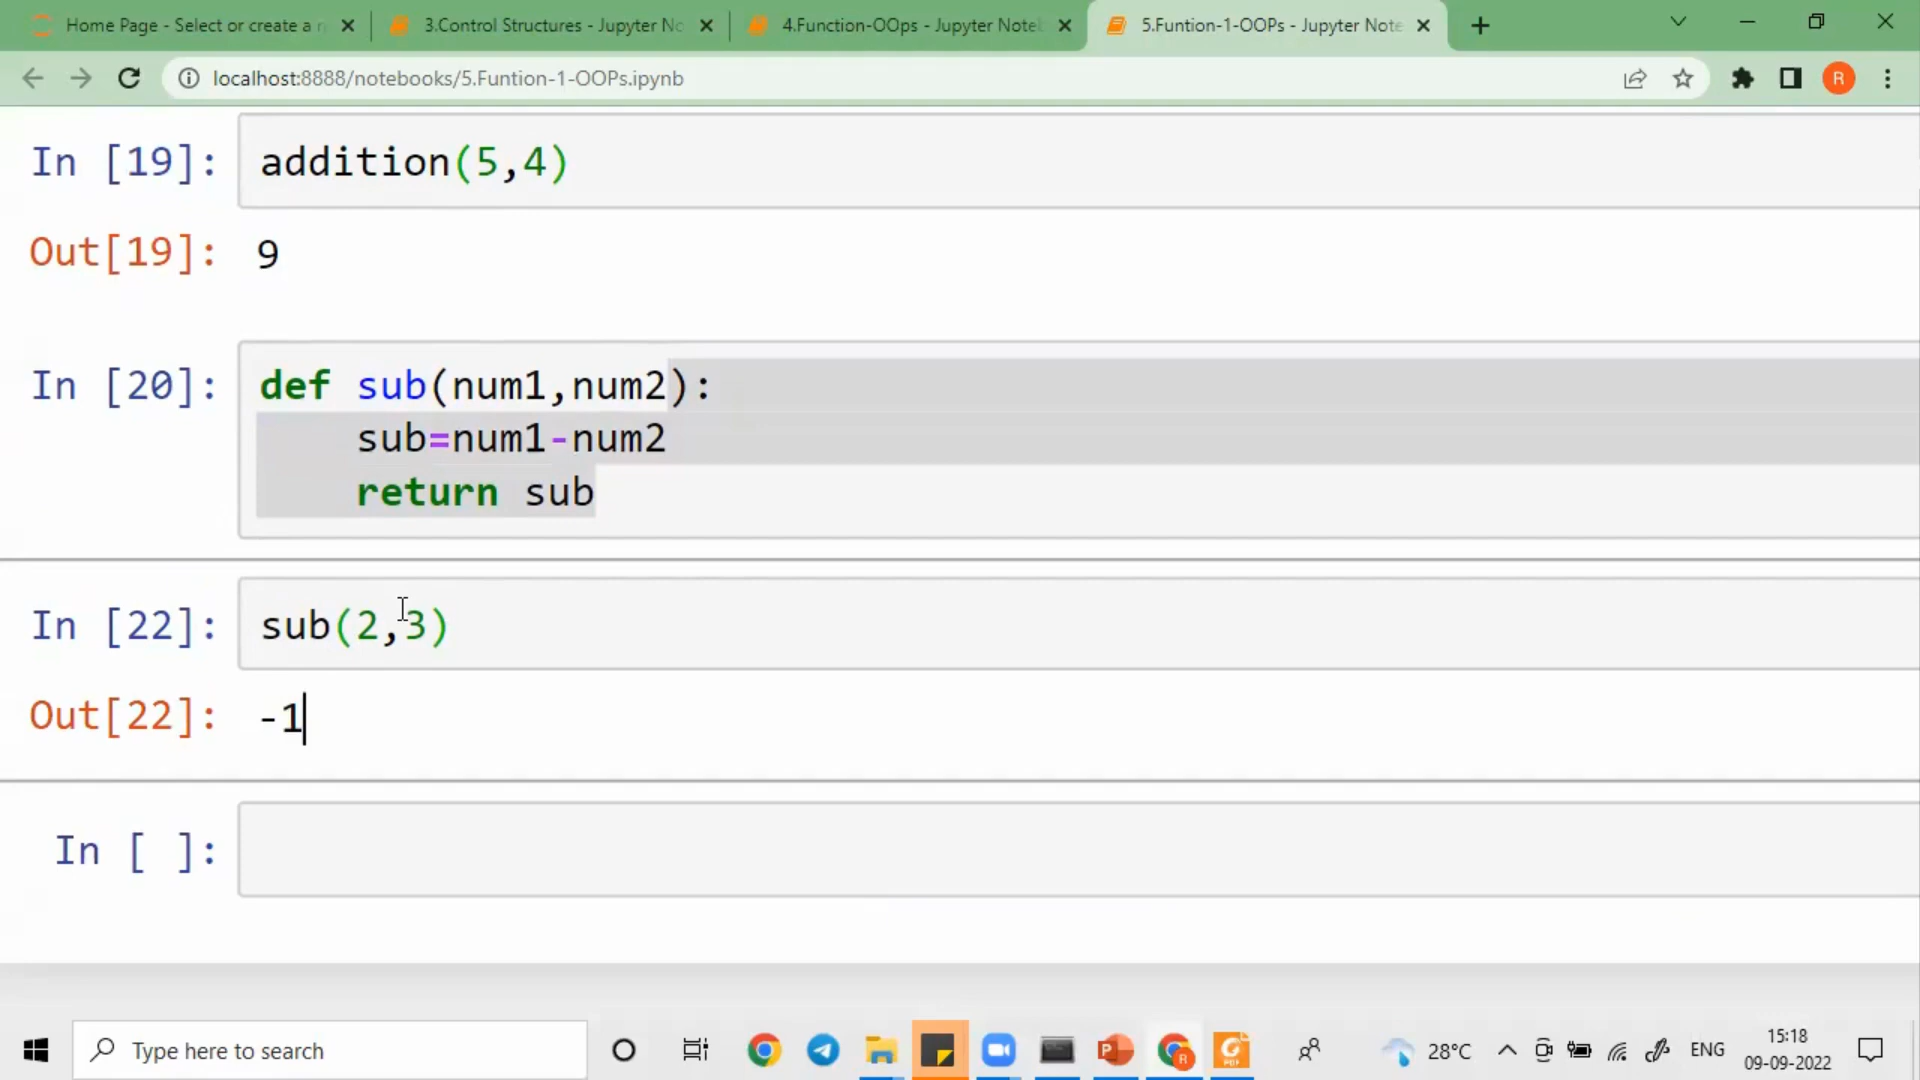 Home Page - Select or create a n
3.Control Structures - Jupyter No
4.Function-OOps - Jupyter Noteb
5.Funtion-1-OOPs - Jupyter Note
localhost:8888/notebooks/5.Funtion-1-OOPs.ipynb
R
In [19]: addition(5,4)
Out[19]: 9
In [20]: def sub(num1,num2):
sub=num1-num2
return sub
In [22]: sub(2,3)
Out[22]: -1
In [ ]:
Type here to search
28°C
ENG
15:18
09-09-2022